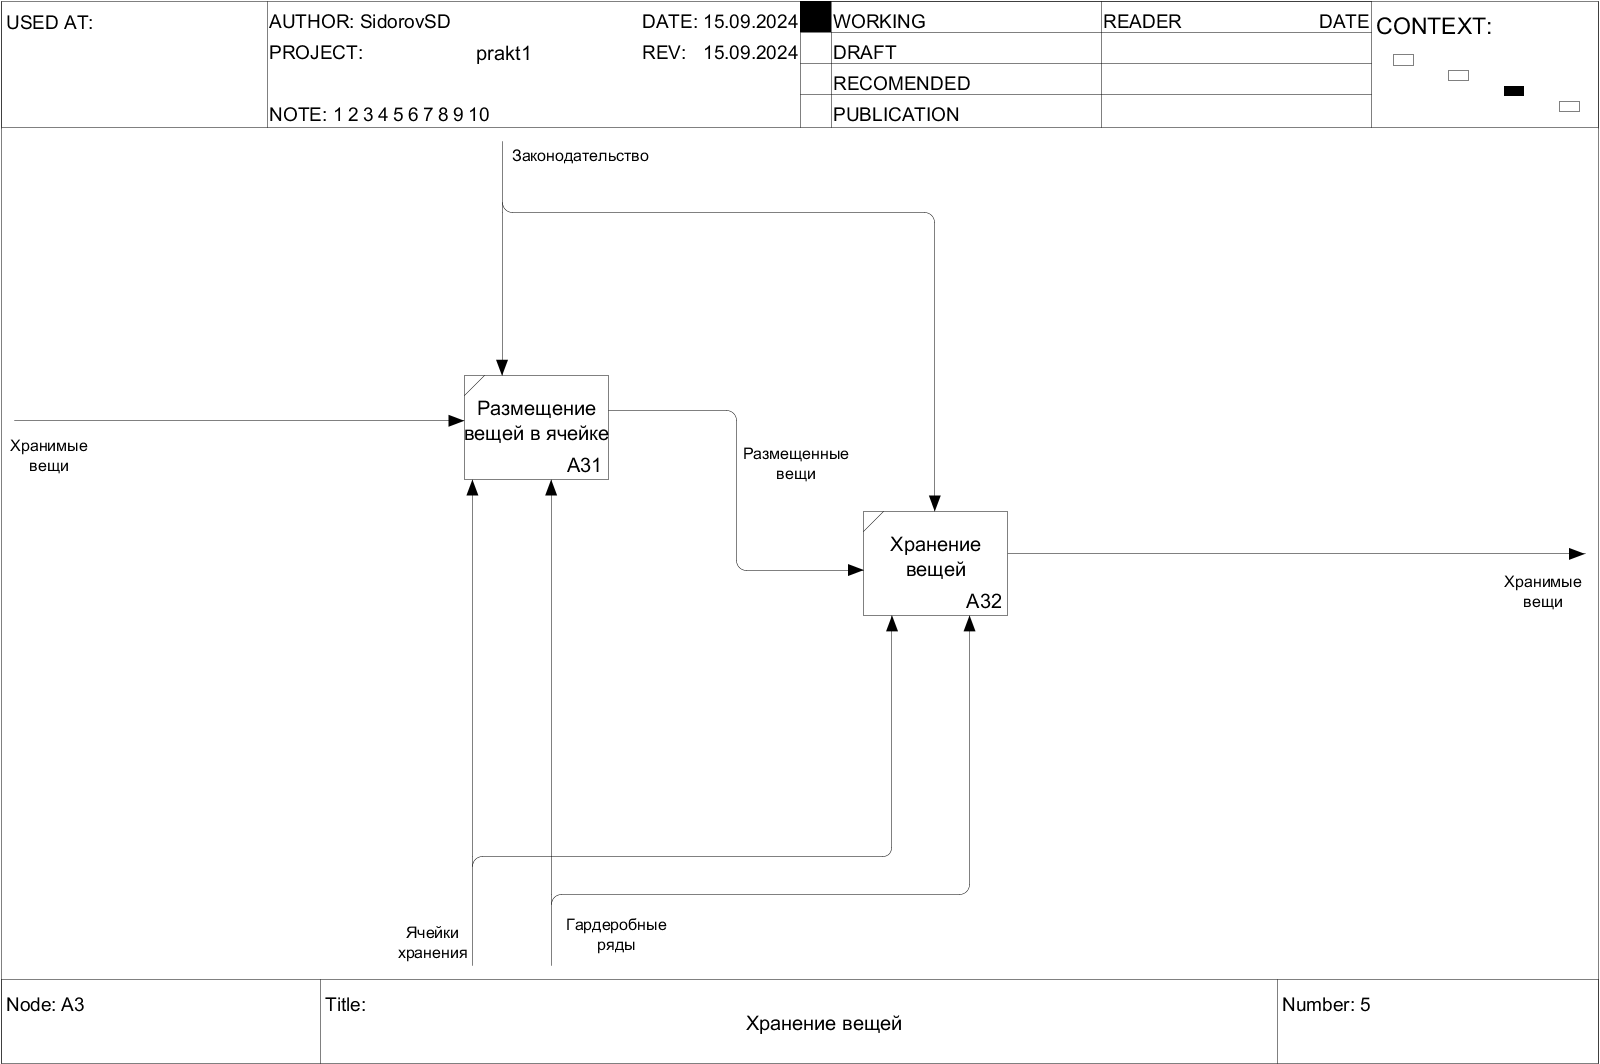 USED AT:
AUTHOR: SidorovSD
DATE: 15.09.2024
PROJECT: prakt1
REV: 15.09.2024
NOTE: 1 2 3 4 5 6 7 8 9 10
WORKING
DRAFT
RECOMENDED
PUBLICATION
READER DATE
CONTEXT:
Законодательство
Размещение
вещей в ячейке
A31
Хранимые
вещи
Размещенные
вещи
Хранение
вещей
A32
Хранимые
вещи
Ячейки
хранения
Гардеробные
ряды
Node: A3
Title:
Хранение вещей
Number: 5